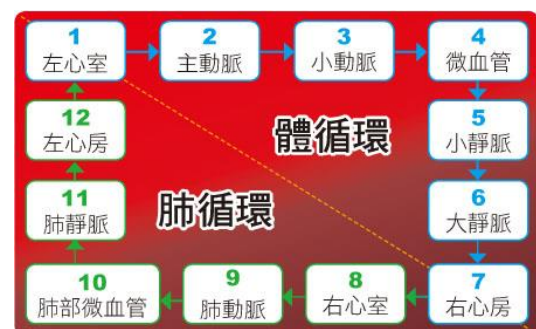 1
左心室
2
主動脈
3
小動脈
4
微血管
5
小靜脈
6
大靜脈
7
右心房
8
右心室
9
肺動脈
10
肺部微血管
11
肺靜脈
12
左心房
體循環
肺循環